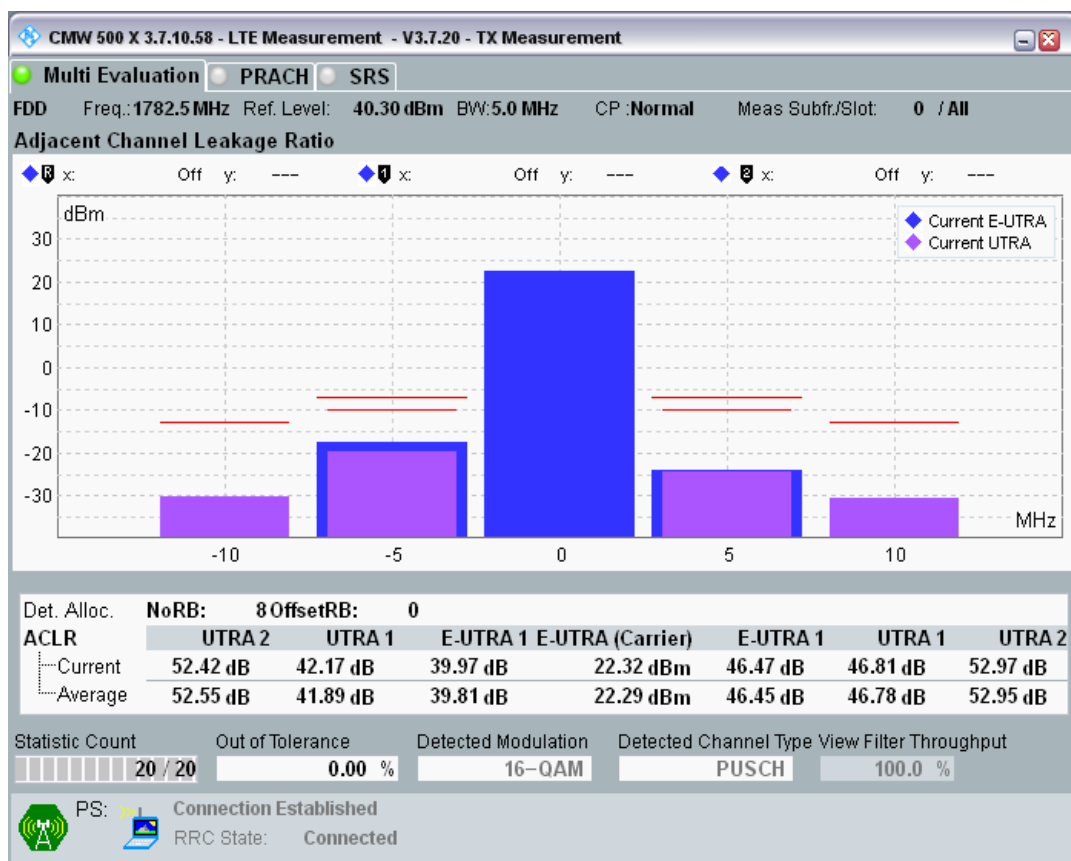 CMW 500 X 3.7.10.58 - LTE Measurement - V3.7.20 - TX Measurement
Multi Evaluation PRACH SRS
FDD Freq.: 1782.5 MHz Ref. Level: 40.30 dBm BW: 5.0 MHz CP : Normal Meas Subfr./Slot: 0 / All
Adjacent Channel Leakage Ratio
R x: Off y: --- 1 x: Off y: --- 2 x: Off y: ---
dBm
Current E-UTRA
Current UTRA
30
20
10
0
-10
-20
-30
MHz
-10 -5 0 5 10
Det. Alloc. NoRB: 8 OffsetRB: 0
ACLR UTRA 2 UTRA 1 E-UTRA 1 E-UTRA (Carrier) E-UTRA 1 UTRA 1 UTRA 2
Current 52.42 dB 42.17 dB 39.97 dB 22.32 dBm 46.47 dB 46.81 dB 52.97 dB
Average 52.55 dB 41.89 dB 39.81 dB 22.29 dBm 46.45 dB 46.78 dB 52.95 dB
Statistic Count Out of Tolerance Detected Modulation Detected Channel Type View Filter Throughput
20 / 20 0.00 % 16-QAM PUSCH 100.0 %
PS: Connection Established
RRC State: Connected